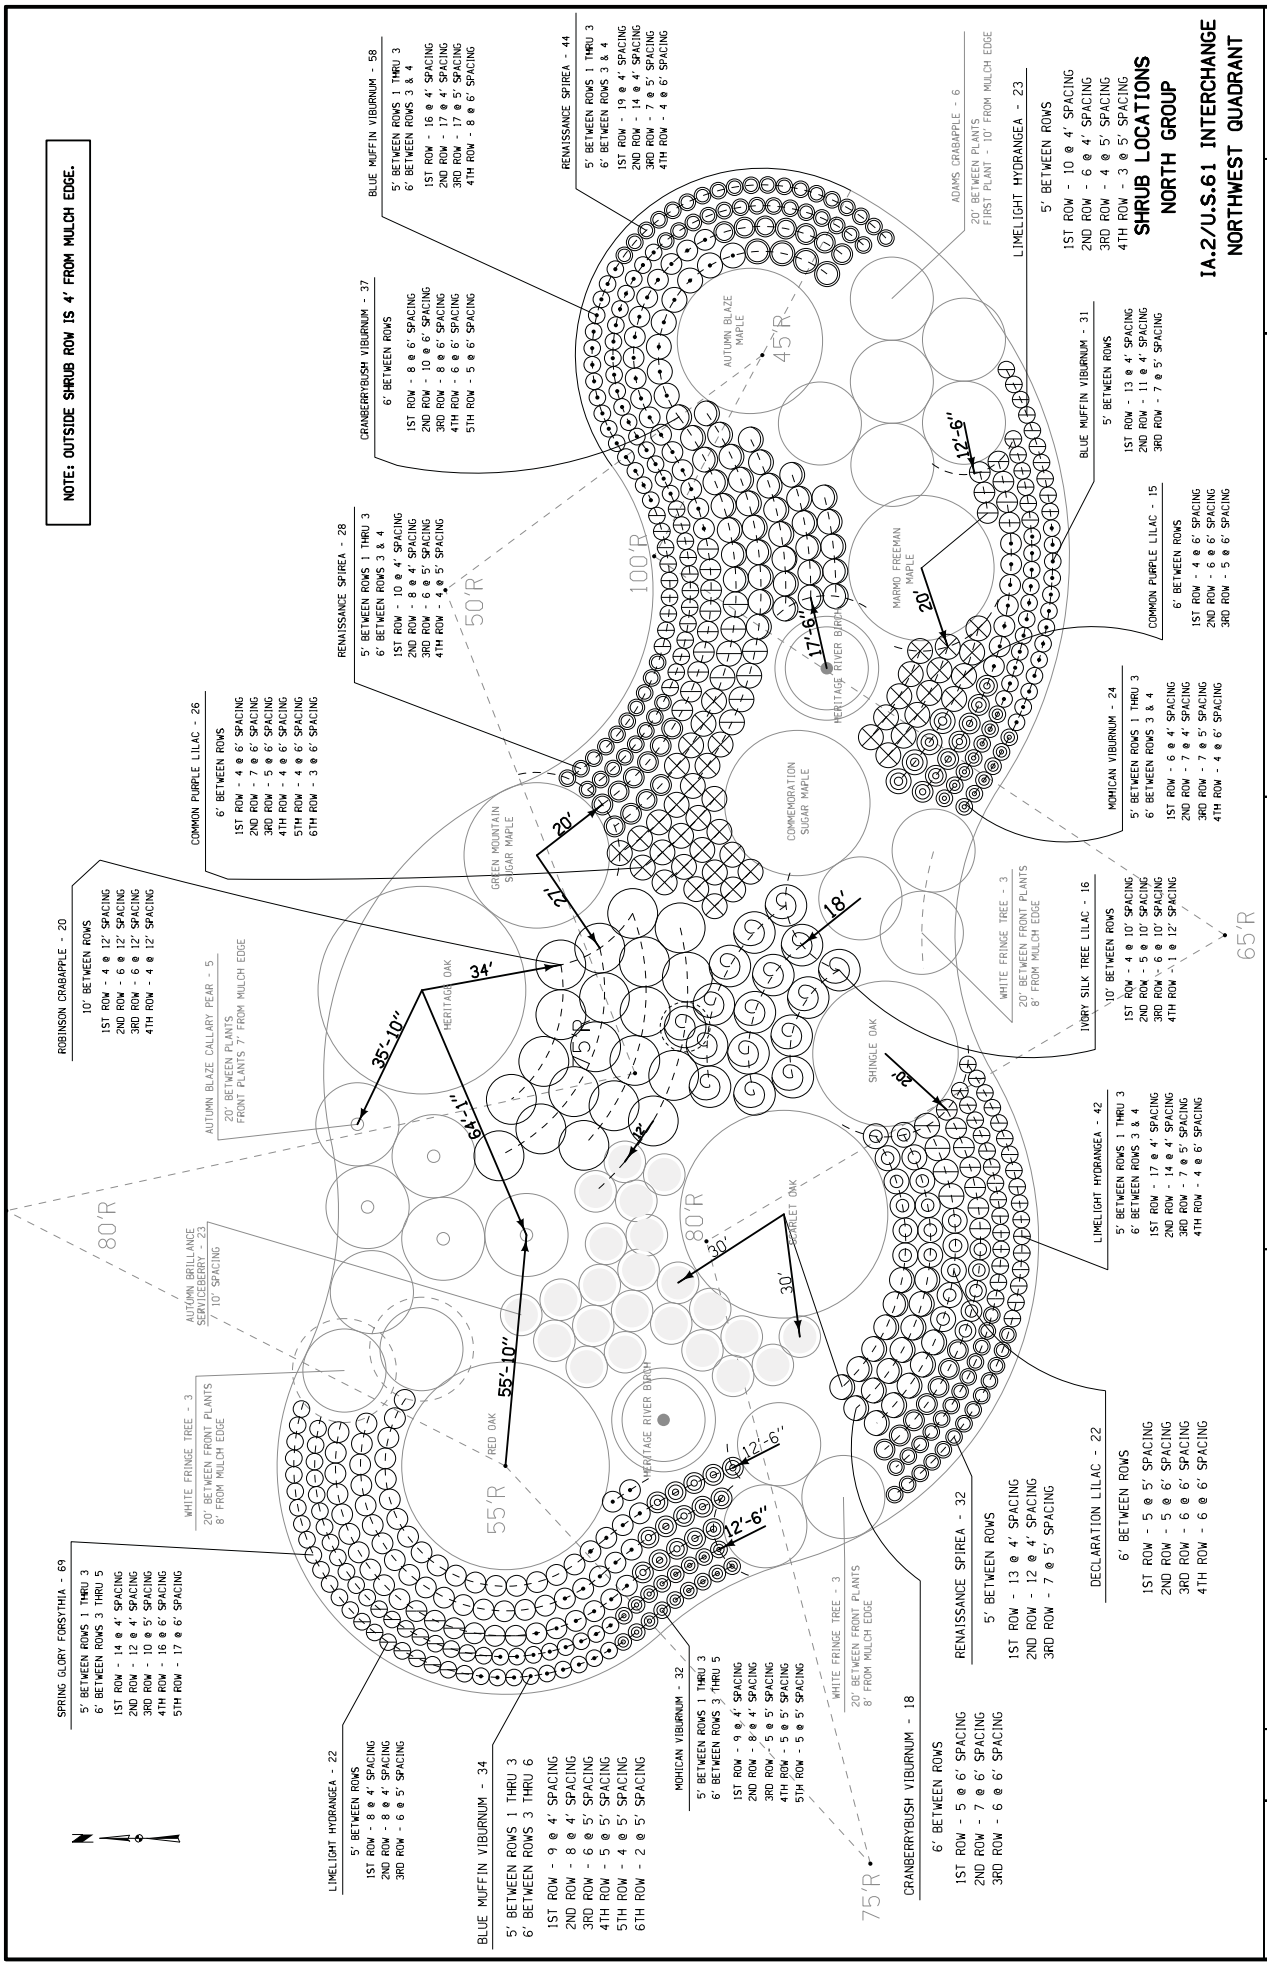 NOTE: OUTSIDE SHRUB ROW IS 4' FROM MULCH EDGE.
N
SPRING GLORY FORSYTHIA - 69
5' BETWEEN ROWS 1 THRU 3
6' BETWEEN ROWS 3 THRU 5
1ST ROW - 14 @ 4' SPACING
2ND ROW - 12 @ 4' SPACING
3RD ROW - 10 @ 5' SPACING
4TH ROW - 16 @ 6' SPACING
5TH ROW - 17 @ 6' SPACING
WHITE FRINGE TREE - 3
20' BETWEEN FRONT PLANTS
8' FROM MULCH EDGE
AUTUMN BRILLANCE
SERVICEBERRY - 23
10' SPACING
80'R
AUTUMN BLAZE CALLARY PEAR - 5
20' BETWEEN PLANTS
FRONT PLANTS 7' FROM MULCH EDGE
ROBINSON CRABAPPLE - 20
10' BETWEEN ROWS
1ST ROW - 4 @ 12' SPACING
2ND ROW - 6 @ 12' SPACING
3RD ROW - 6 @ 12' SPACING
4TH ROW - 4 @ 12' SPACING
COMMON PURPLE LILAC - 26
6' BETWEEN ROWS
1ST ROW - 4 @ 6' SPACING
2ND ROW - 7 @ 6' SPACING
3RD ROW - 5 @ 6' SPACING
4TH ROW - 4 @ 6' SPACING
5TH ROW - 4 @ 6' SPACING
6TH ROW - 3 @ 6' SPACING
RENAISSANCE SPIREA - 28
5' BETWEEN ROWS 1 THRU 3
6' BETWEEN ROWS 3 & 4
1ST ROW - 10 @ 4' SPACING
2ND ROW - 8 @ 4' SPACING
3RD ROW - 6 @ 5' SPACING
4TH ROW - 4 @ 5' SPACING
CRANBERRYBUSH VIBURNUM - 37
6' BETWEEN ROWS
1ST ROW - 8 @ 6' SPACING
2ND ROW - 10 @ 6' SPACING
3RD ROW - 8 @ 6' SPACING
4TH ROW - 6 @ 6' SPACING
5TH ROW - 5 @ 6' SPACING
BLUE MUFFIN VIBURNUM - 58
5' BETWEEN ROWS 1 THRU 3
6' BETWEEN ROWS 3 & 4
1ST ROW - 16 @ 4' SPACING
2ND ROW - 17 @ 4' SPACING
3RD ROW - 17 @ 5' SPACING
4TH ROW - 8 @ 6' SPACING
RENAISSANCE SPIREA - 44
5' BETWEEN ROWS 1 THRU 3
6' BETWEEN ROWS 3 & 4
1ST ROW - 19 @ 4' SPACING
2ND ROW - 14 @ 4' SPACING
3RD ROW - 7 @ 5' SPACING
4TH ROW - 4 @ 6' SPACING
LIMELIGHT HYDRANGEA - 22
5' BETWEEN ROWS
1ST ROW - 8 @ 4' SPACING
2ND ROW - 8 @ 4' SPACING
3RD ROW - 6 @ 5' SPACING
BLUE MUFFIN VIBURNUM - 34
5' BETWEEN ROWS 1 THRU 3
6' BETWEEN ROWS 3 THRU 6
1ST ROW - 9 @ 4' SPACING
2ND ROW - 8 @ 4' SPACING
3RD ROW - 6 @ 5' SPACING
4TH ROW - 5 @ 5' SPACING
5TH ROW - 4 @ 5' SPACING
6TH ROW - 2 @ 5' SPACING
RED OAK
55'R
55'-10"
64'-1"
35'-10"
34'
HERITAGE OAK
GREEN MOUNTAIN
SUGAR MAPLE
27'
20'
50'R
100'R
45'R
AUTUMN BLAZE
MAPLE
75'R
12'
HERITAGE RIVER BIRCH
80'R
30'
30'
SCARLET OAK
12'-6"
12'-6"
SHINGLE OAK
20'
18'
COMMEMORATION
SUGAR MAPLE
HERITAGE RIVER BIRCH
17'-6"
MARMO FREEMAN
MAPLE
20'
12'-6"
ADAMS CRABAPPLE - 6
20' BETWEEN PLANTS
FIRST PLANT - 10' FROM MULCH EDGE
MOHICAN VIBURNUM - 32
5' BETWEEN ROWS 1 THRU 3
6' BETWEEN ROWS 3 THRU 5
1ST ROW - 9 @ 4' SPACING
2ND ROW - 8 @ 4' SPACING
3RD ROW - 5 @ 5' SPACING
4TH ROW - 5 @ 5' SPACING
5TH ROW - 5 @ 5' SPACING
WHITE FRINGE TREE - 3
20' BETWEEN FRONT PLANTS
8' FROM MULCH EDGE
75'R
CRANBERRYBUSH VIBURNUM - 18
6' BETWEEN ROWS
1ST ROW - 5 @ 6' SPACING
2ND ROW - 7 @ 6' SPACING
3RD ROW - 6 @ 6' SPACING
RENAISSANCE SPIREA - 32
5' BETWEEN ROWS
1ST ROW - 13 @ 4' SPACING
2ND ROW - 12 @ 4' SPACING
3RD ROW - 7 @ 5' SPACING
DECLARATION LILAC - 22
6' BETWEEN ROWS
1ST ROW - 5 @ 5' SPACING
2ND ROW - 5 @ 6' SPACING
3RD ROW - 6 @ 6' SPACING
4TH ROW - 6 @ 6' SPACING
LIMELIGHT HYDRANGEA - 42
5' BETWEEN ROWS 1 THRU 3
6' BETWEEN ROWS 3 & 4
1ST ROW - 17 @ 4' SPACING
2ND ROW - 14 @ 4' SPACING
3RD ROW - 7 @ 5' SPACING
4TH ROW - 4 @ 6' SPACING
WHITE FRINGE TREE - 3
20' BETWEEN FRONT PLANTS
8' FROM MULCH EDGE
IVORY SILK TREE LILAC - 16
10' BETWEEN ROWS
1ST ROW - 4 @ 10' SPACING
2ND ROW - 5 @ 10' SPACING
3RD ROW - 6 @ 10' SPACING
4TH ROW - 1 @ 12' SPACING
65'R
MOHICAN VIBURNUM - 24
5' BETWEEN ROWS 1 THRU 3
6' BETWEEN ROWS 3 & 4
1ST ROW - 6 @ 4' SPACING
2ND ROW - 7 @ 4' SPACING
3RD ROW - 7 @ 5' SPACING
4TH ROW - 4 @ 6' SPACING
COMMON PURPLE LILAC - 15
6' BETWEEN ROWS
1ST ROW - 4 @ 6' SPACING
2ND ROW - 6 @ 6' SPACING
3RD ROW - 5 @ 6' SPACING
BLUE MUFFIN VIBURNUM - 31
5' BETWEEN ROWS
1ST ROW - 13 @ 4' SPACING
2ND ROW - 11 @ 4' SPACING
3RD ROW - 7 @ 5' SPACING
LIMELIGHT HYDRANGEA - 23
5' BETWEEN ROWS
1ST ROW - 10 @ 4' SPACING
2ND ROW - 6 @ 4' SPACING
3RD ROW - 4 @ 5' SPACING
4TH ROW - 3 @ 5' SPACING
SHRUB LOCATIONS
NORTH GROUP
IA.2/U.S.61 INTERCHANGE
NORTHWEST QUADRANT